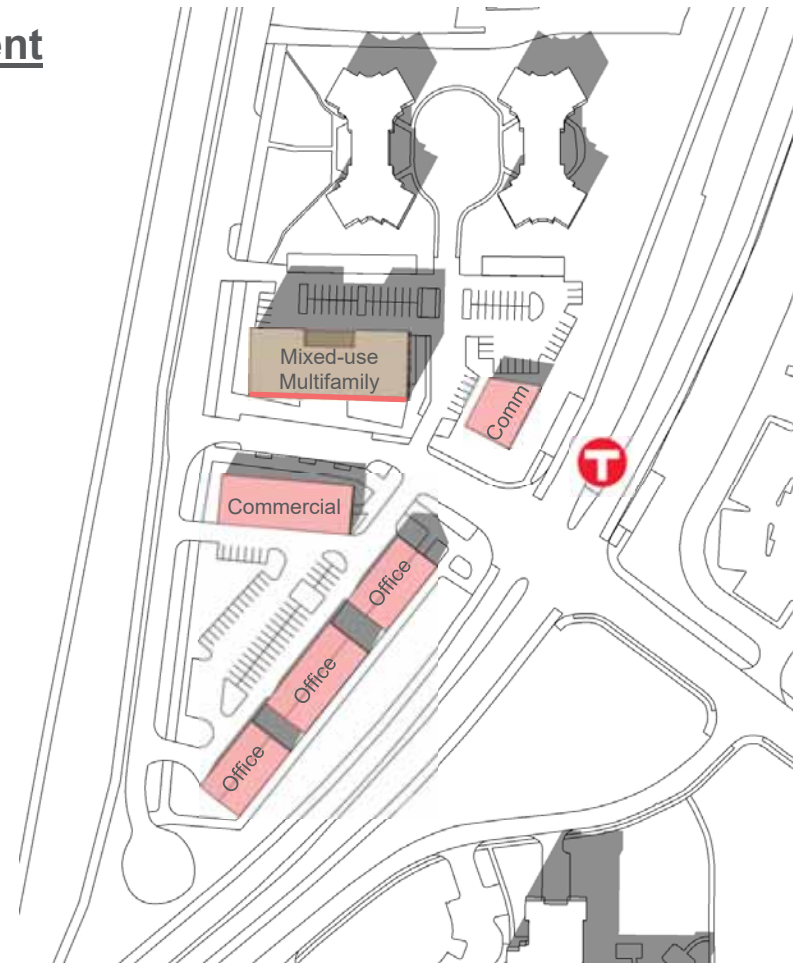 ent
Mixed-use
Multifamily
Comm
T
Commercial
Office
Office
Office